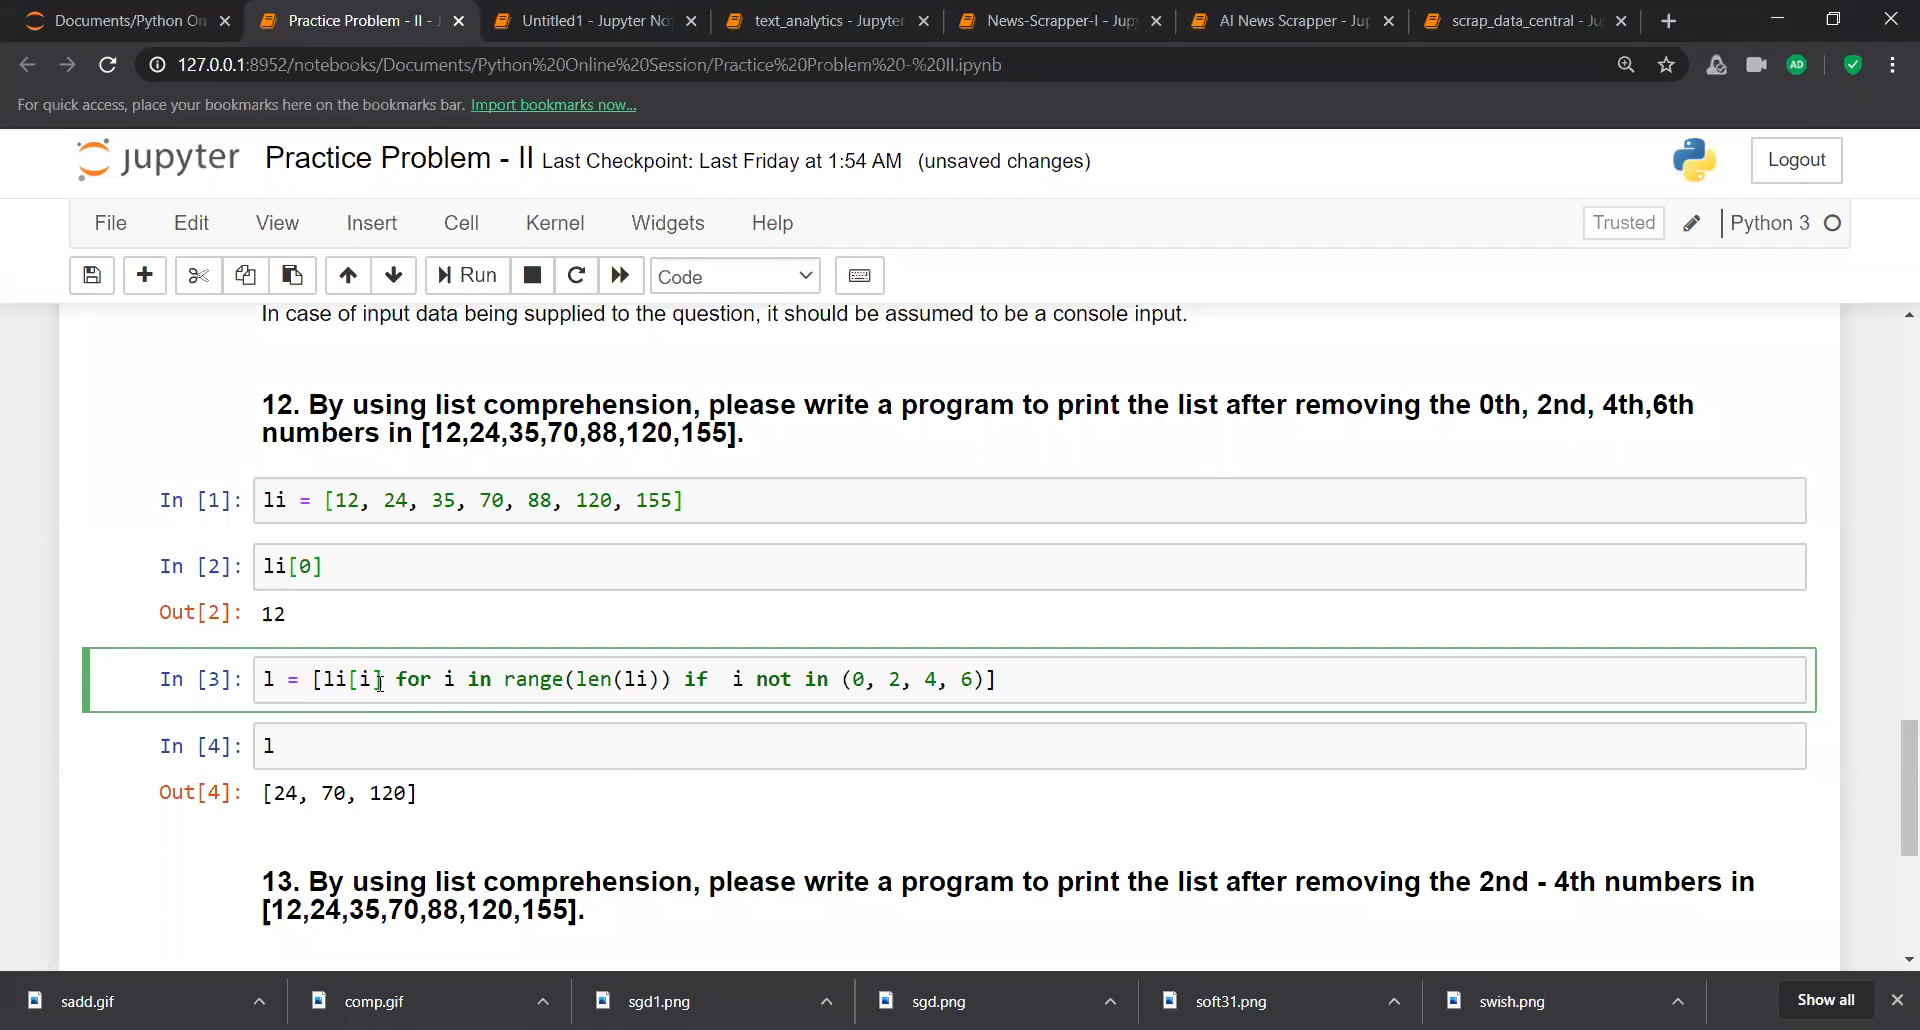 Documents/Python On
Practice Problem - II - J
Untitled1 - Jupyter No
text_analytics - Jupyter
News-Scrapper-I - Jup
AI News Scrapper - Jup
scrap_data_central - Ju
127.0.0.1:8952/notebooks/Documents/Python%20Online%20Session/Practice%20Problem%20-%20II.ipynb
AD
For quick access, place your bookmarks here on the bookmarks bar. Import bookmarks now...
jupyter Practice Problem - II Last Checkpoint: Last Friday at 1:54 AM (unsaved changes)
Logout
File Edit View Insert Cell Kernel Widgets Help
Trusted
Python 3
Run
Code
In case of input data being supplied to the question, it should be assumed to be a console input.
12. By using list comprehension, please write a program to print the list after removing the 0th, 2nd, 4th,6th
numbers in [12,24,35,70,88,120,155].
In [1]: li = [12, 24, 35, 70, 88, 120, 155]
In [2]: li[0]
Out[2]: 12
In [3]: l = [li[i] for i in range(len(li)) if  i not in (0, 2, 4, 6)]
In [4]: l
Out[4]: [24, 70, 120]
13. By using list comprehension, please write a program to print the list after removing the 2nd - 4th numbers in
[12,24,35,70,88,120,155].
sadd.gif
comp.gif
sgd1.png
sgd.png
soft31.png
swish.png
Show all